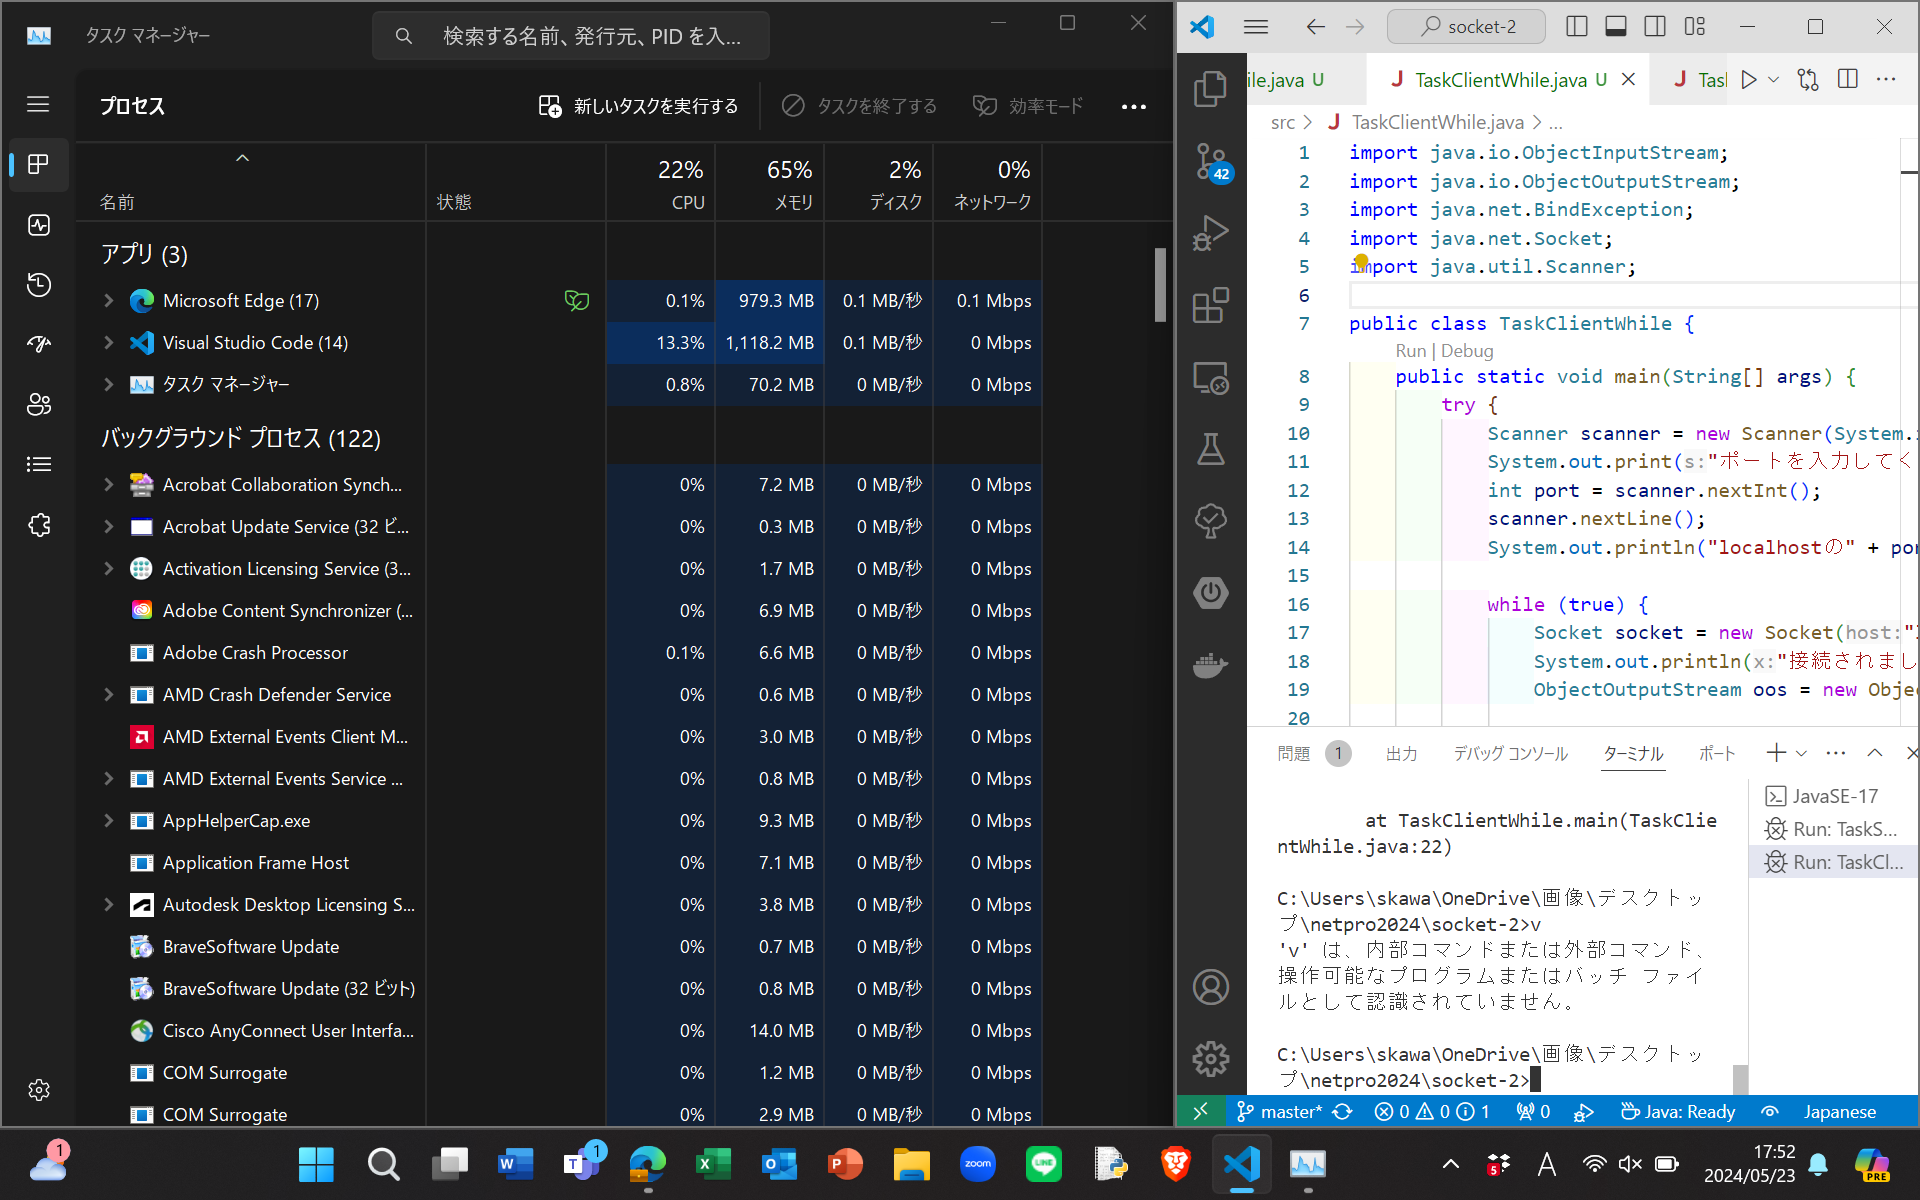 タスク マネージャー
検索する名前、発行元、PID を入...
プロセス
新しいタスクを実行する
タスクを終了する
効率モード
名前
状態
22%
CPU
65%
メモリ
2%
ディスク
0%
ネットワーク
アプリ (3)
Microsoft Edge (17) 0.1% 979.3 MB 0.1 MB/秒 0.1 Mbps
Visual Studio Code (14) 13.3% 1,118.2 MB 0.1 MB/秒 0 Mbps
タスク マネージャー 0.8% 70.2 MB 0 MB/秒 0 Mbps
バックグラウンド プロセス (122)
Acrobat Collaboration Synch... 0% 7.2 MB 0 MB/秒 0 Mbps
Acrobat Update Service (32 ビ... 0% 0.3 MB 0 MB/秒 0 Mbps
Activation Licensing Service (3... 0% 1.7 MB 0 MB/秒 0 Mbps
Adobe Content Synchronizer (... 0% 6.9 MB 0 MB/秒 0 Mbps
Adobe Crash Processor 0.1% 6.6 MB 0 MB/秒 0 Mbps
AMD Crash Defender Service 0% 0.6 MB 0 MB/秒 0 Mbps
AMD External Events Client M... 0% 3.0 MB 0 MB/秒 0 Mbps
AMD External Events Service ... 0% 0.8 MB 0 MB/秒 0 Mbps
AppHelperCap.exe 0% 9.3 MB 0 MB/秒 0 Mbps
Application Frame Host 0% 7.1 MB 0 MB/秒 0 Mbps
Autodesk Desktop Licensing S... 0% 3.8 MB 0 MB/秒 0 Mbps
BraveSoftware Update 0% 0.7 MB 0 MB/秒 0 Mbps
BraveSoftware Update (32 ビット) 0% 0.8 MB 0 MB/秒 0 Mbps
Cisco AnyConnect User Interfa... 0% 14.0 MB 0 MB/秒 0 Mbps
COM Surrogate 0% 1.2 MB 0 MB/秒 0 Mbps
COM Surrogate 0% 2.9 MB 0 MB/秒 0 Mbps
socket-2
ile.java U
J TaskClientWhile.java U
J Tasl
src > J TaskClientWhile.java > ...
42
1 import java.io.ObjectInputStream;
2 import java.io.ObjectOutputStream;
3 import java.net.BindException;
4 import java.net.Socket;
5 import java.util.Scanner;
6
7 public class TaskClientWhile {
Run | Debug
8 public static void main(String[] args) {
9 try {
10 Scanner scanner = new Scanner(System.
11 System.out.print(s:"ポートを入力してく
12 int port = scanner.nextInt();
13 scanner.nextLine();
14 System.out.println("localhostの" + por
15
16 while (true) {
17 Socket socket = new Socket(host:"
18 System.out.println(x:"接続されまし
19 ObjectOutputStream oos = new Obje
20
問題 1
出力
デバッグ コンソール
ターミナル
ポート
at TaskClientWhile.main(TaskClie
ntWhile.java:22)
C:\Users\skawa\OneDrive\画像\デスクトッ
プ\netpro2024\socket-2>v
'v' は、内部コマンドまたは外部コマンド、
操作可能なプログラムまたはバッチ ファイ
ルとして認識されていません。
C:\Users\skawa\OneDrive\画像\デスクトッ
プ\netpro2024\socket-2>
JavaSE-17
Run: TaskS...
Run: TaskCl...
master*
0
0
1
0
Java: Ready
Japanese
1
W
T
1
X
O
P
zoom
LINE
5
A
17:52
2024/05/23
PRE